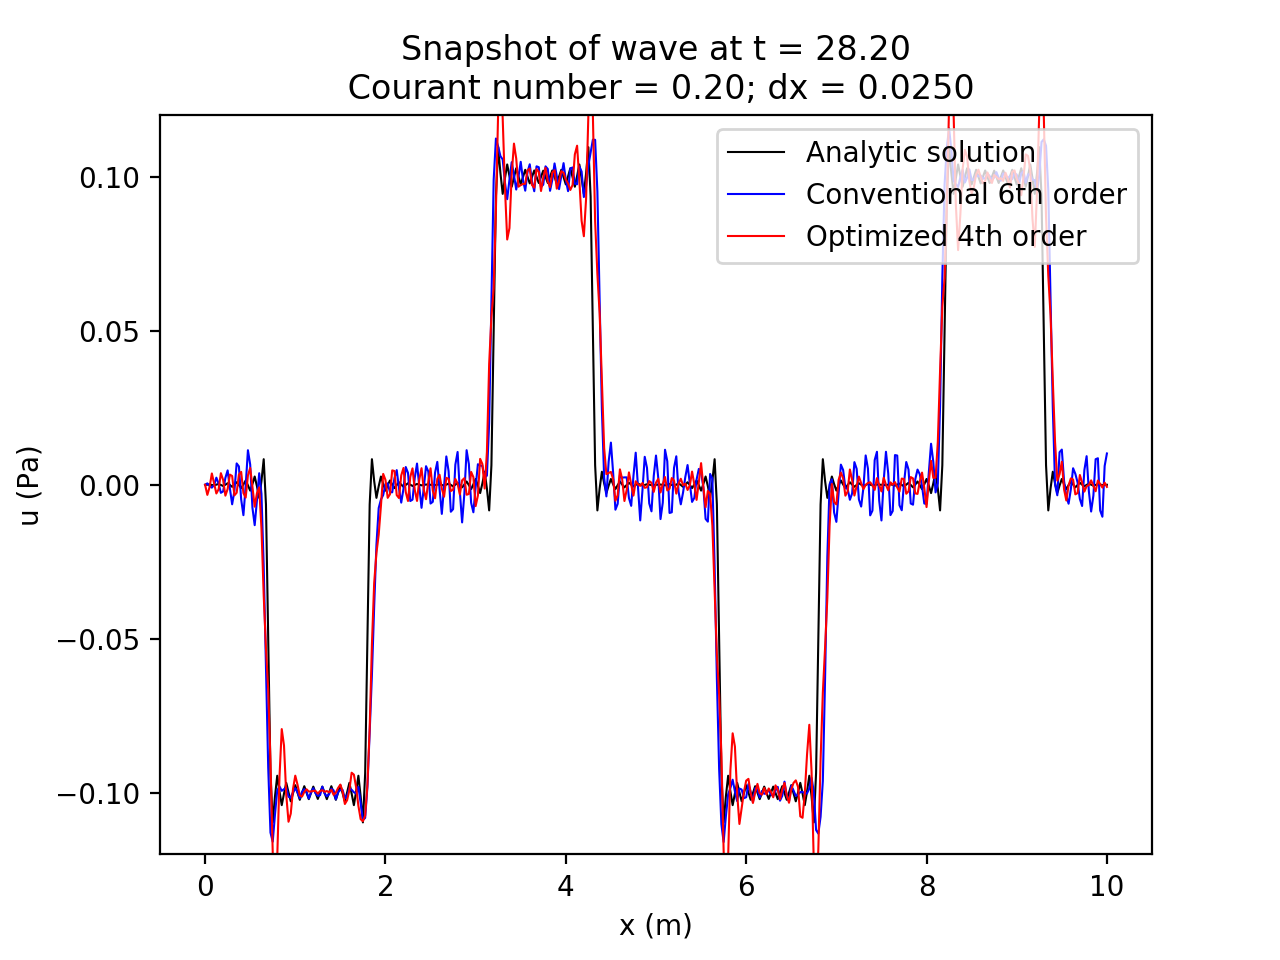 Snapshot of wave at t = 28.20
Courant number = 0.20; dx = 0.0250
Analytic solution
Conventional 6th order
Optimized 4th order
0.10
0.05
0.00
−0.05
−0.10
u (Pa)
0 2 4 6 8 10
x (m)